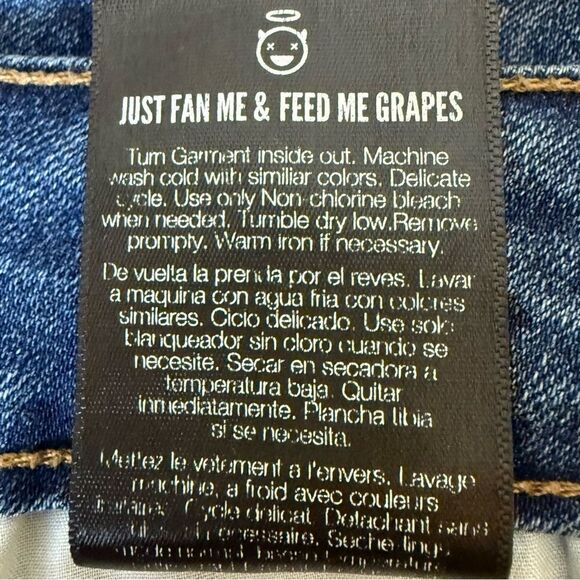 JUST FAN ME & FEED ME GRAPES
Turn Garment inside out. Machine
wash cold with similiar colors. Delicate
cycle. Use only Non-chlorine bleach
when needed. Tumble dry low.Remove
promply. Warm iron if necessary.
De vuelta la prenda por el reves. Lavar
a maquina con agua fria con colores
similares. Ciclo delicado. Use solo
blanqueador sin cloro cuando se
necesite. Secar en secadora a
temperatura baja. Quitar
inmediatamente. Plancha tibia
si se necesita.
Mettez le vetement a l'envers. Lavage
machine, a froid avec couleurs
Cycle delicat. Detachant sans
necessaire. Seche-linge